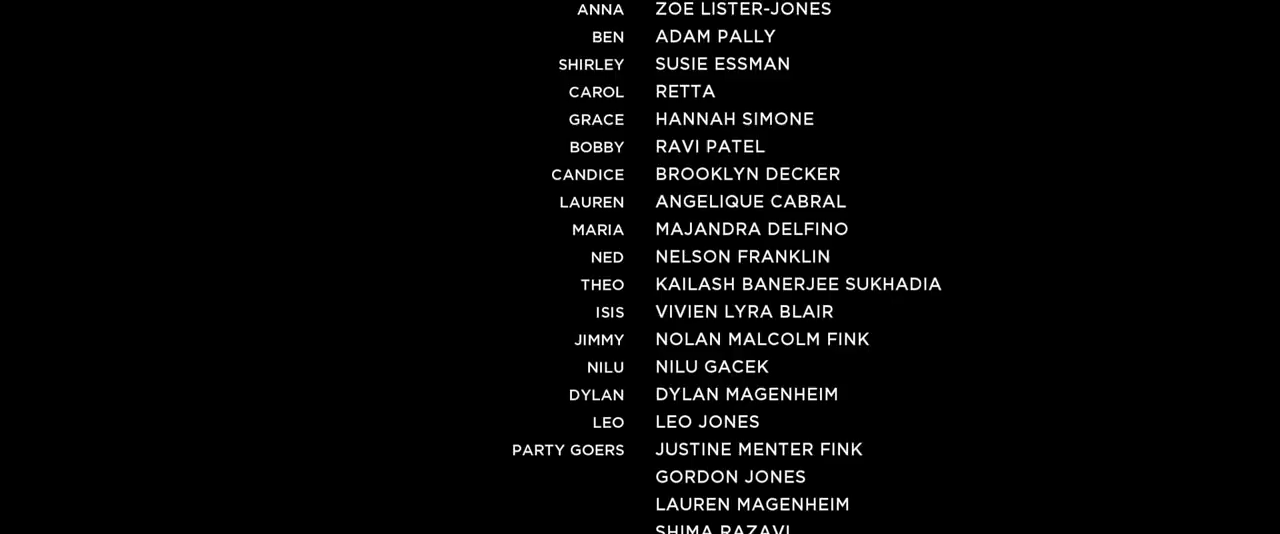 ANNA ZOE LISTER-JONES
BEN ADAM PALLY
SHIRLEY SUSIE ESSMAN
CAROL RETTA
GRACE HANNAH SIMONE
BOBBY RAVI PATEL
CANDICE BROOKLYN DECKER
LAUREN ANGELIQUE CABRAL
MARIA MAJANDRA DELFINO
NED NELSON FRANKLIN
THEO KAILASH BANERJEE SUKHADIA
ISIS VIVIEN LYRA BLAIR
JIMMY NOLAN MALCOLM FINK
NILU NILU GACEK
DYLAN DYLAN MAGENHEIM
LEO LEO JONES
PARTY GOERS JUSTINE MENTER FINK
GORDON JONES
LAUREN MAGENHEIM
SHIMA RAZAVI